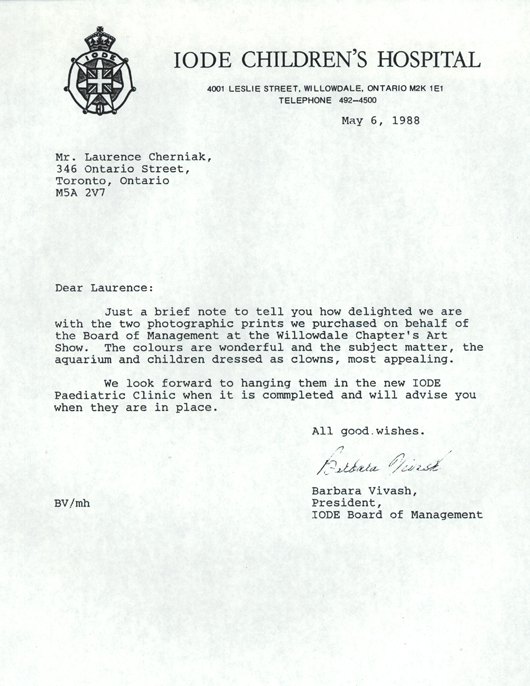 IODE
IODE CHILDREN'S HOSPITAL
4001 LESLIE STREET, WILLOWDALE, ONTARIO M2K 1E1
TELEPHONE 492-4500
May 6, 1988
Mr. Laurence Cherniak,
346 Ontario Street,
Toronto, Ontario
M5A 2V7
Dear Laurence:
Just a brief note to tell you how delighted we are
with the two photographic prints we purchased on behalf of
the Board of Management at the Willowdale Chapter's Art
Show. The colours are wonderful and the subject matter, the
aquarium and children dressed as clowns, most appealing.
We look forward to hanging them in the new IODE
Paediatric Clinic when it is commpleted and will advise you
when they are in place.
All good wishes.
Barbara Vivash
Barbara Vivash,
BV/mh President,
IODE Board of Management